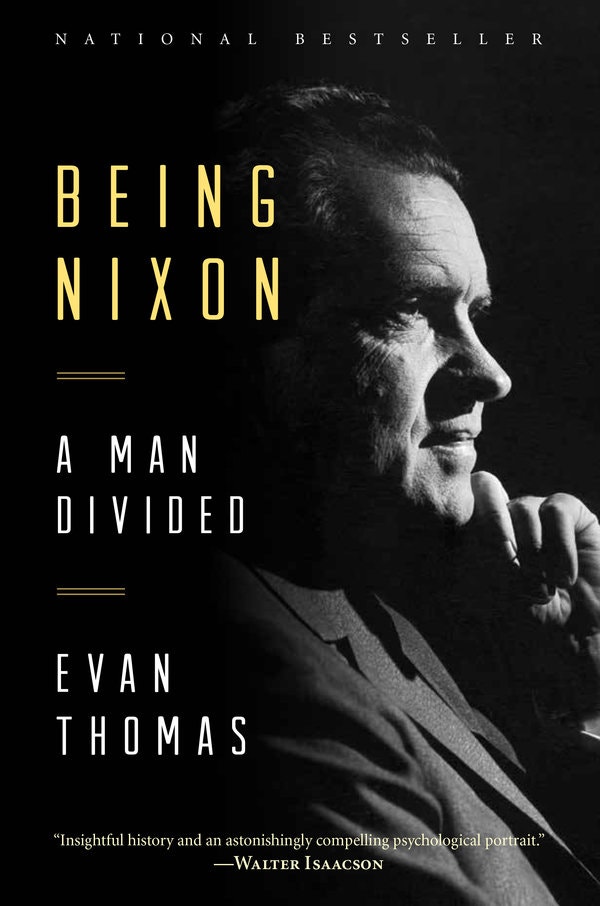 NATIONAL BESTSELLER
BEING
NIXON
A MAN
DIVIDED
EVAN
THOMAS
“Insightful history and an astonishingly compelling psychological portrait.”
—WALTER ISAACSON